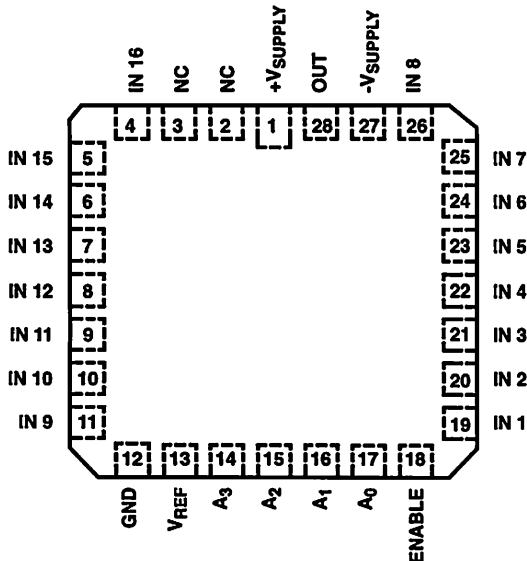 IN 16 NC NC +VSUPPLY OUT -VSUPPLY IN 8
4 3 2 1 28 27 26
IN 15 5 25 IN 7
IN 14 6 24 IN 6
IN 13 7 23 IN 5
IN 12 8 22 IN 4
IN 11 9 21 IN 3
IN 10 10 20 IN 2
IN 9 11 19 IN 1
12 13 14 15 16 17 18
GND VREF A3 A2 A1 A0 ENABLE